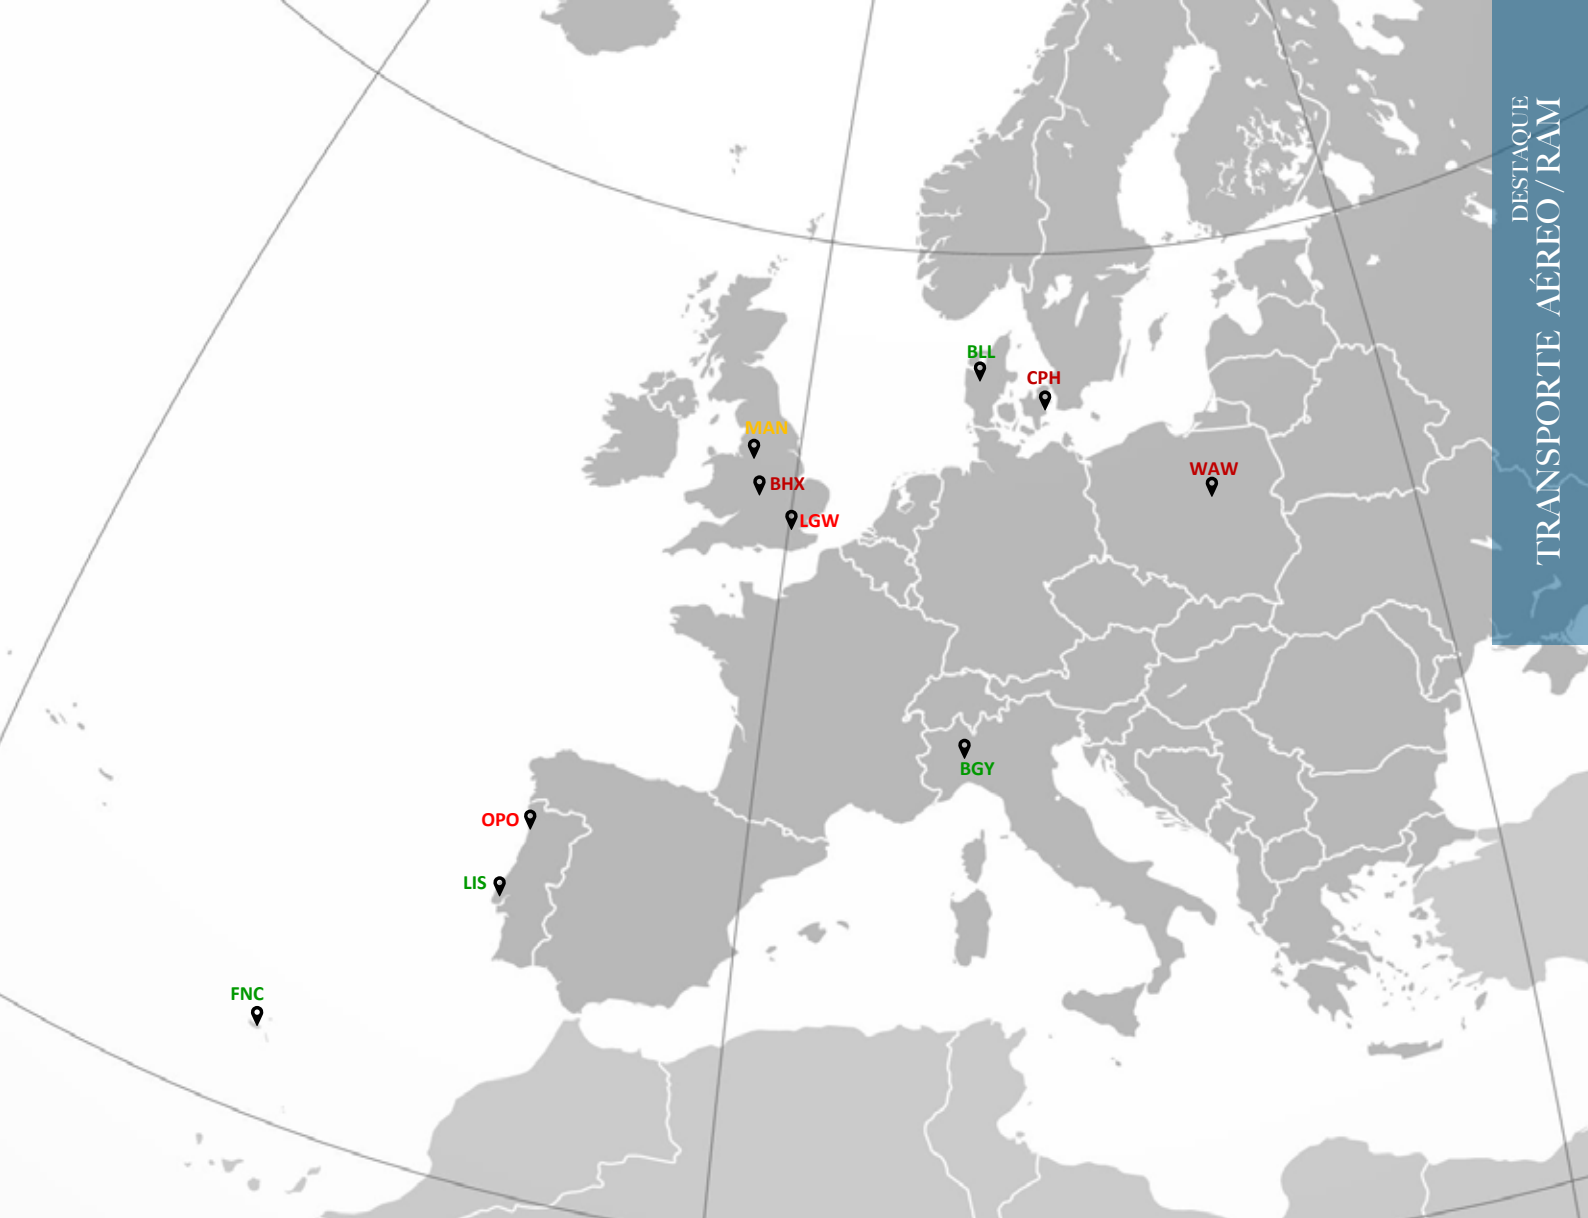 DESTAQUE
TRANSPORTE AÉREO / RAM
BLL
CPH
MAN
WAW
BHX
LGW
BGY
OPO
LIS
FNC